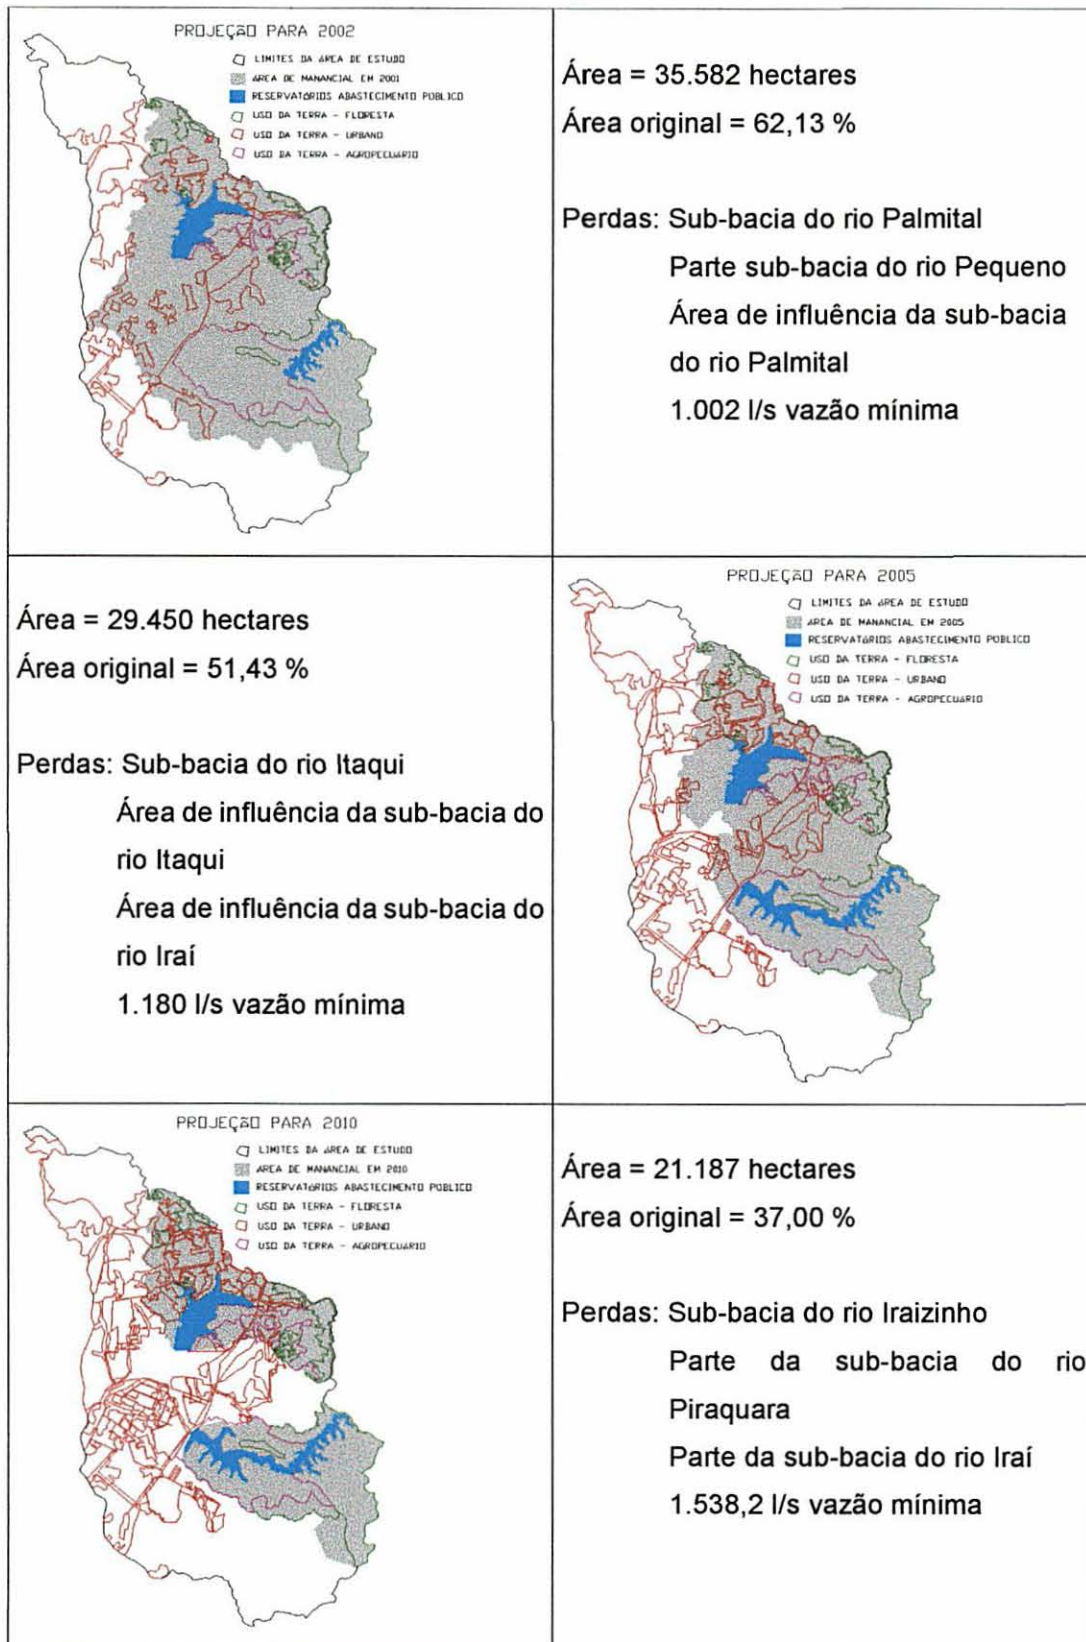 PROJEÇÃO PARA 2002
LIMITES DA ÁREA DE ESTUDO
ÁREA DE MANANCIAL EM 2001
RESERVATÓRIOS ABASTECIMENTO PÚBLICO
USO DA TERRA - FLORESTA
USO DA TERRA - URBANO
USO DA TERRA - AGROPECUÁRIO
Área = 35.582 hectares
Área original = 62,13 %
Perdas: Sub-bacia do rio Palmital
Parte sub-bacia do rio Pequeno
Área de influência da sub-bacia
do rio Palmital
1.002 l/s vazão mínima
Área = 29.450 hectares
Área original = 51,43 %
Perdas: Sub-bacia do rio Itaqui
Área de influência da sub-bacia do
rio Itaqui
Área de influência da sub-bacia do
rio Iraí
1.180 l/s vazão mínima
PROJEÇÃO PARA 2005
LIMITES DA ÁREA DE ESTUDO
ÁREA DE MANANCIAL EM 2005
RESERVATÓRIOS ABASTECIMENTO PÚBLICO
USO DA TERRA - FLORESTA
USO DA TERRA - URBANO
USO DA TERRA - AGROPECUÁRIO
PROJEÇÃO PARA 2010
LIMITES DA ÁREA DE ESTUDO
ÁREA DE MANANCIAL EM 2010
RESERVATÓRIOS ABASTECIMENTO PÚBLICO
USO DA TERRA - FLORESTA
USO DA TERRA - URBANO
USO DA TERRA - AGROPECUÁRIO
Área = 21.187 hectares
Área original = 37,00 %
Perdas: Sub-bacia do rio Iraizinho
Parte da sub-bacia do rio
Piraquara
Parte da sub-bacia do rio Iraí
1.538,2 l/s vazão mínima